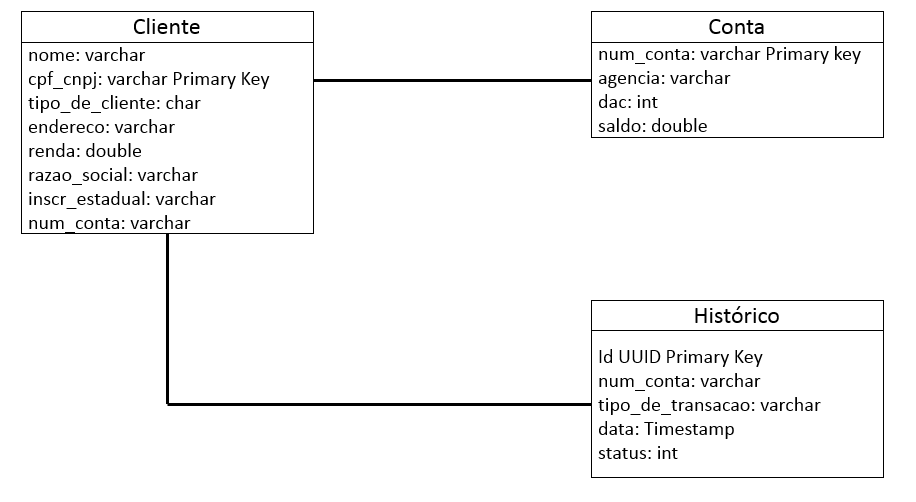 Cliente
nome: varchar
cpf_cnpj: varchar Primary Key
tipo_de_cliente: char
endereco: varchar
renda: double
razao_social: varchar
inscr_estadual: varchar
num_conta: varchar
Conta
num_conta: varchar Primary key
agencia: varchar
dac: int
saldo: double
Histórico
Id UUID Primary Key
num_conta: varchar
tipo_de_transacao: varchar
data: Timestamp
status: int